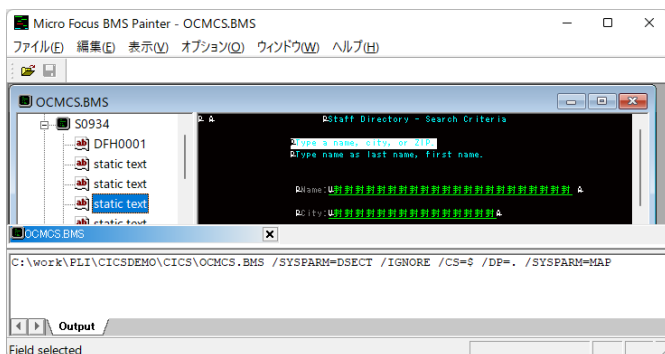 Micro Focus BMS Painter - OCMCS.BMS
ファイル(F) 編集(E) 表示(V) オプション(O) ウィンドウ(W) ヘルプ(H)
OCMCS.BMS
S0934
DFH0001
static text
static text
static text
static text
Staff Directory - Search Criteria
Type a name, city, or ZIP.
Type name as last name, first name.
Name:
City:
OCMCS.BMS
C:\work\PLI\CICSDEMO\CICS\OCMCS.BMS /SYSPARM=DSECT /IGNORE /CS=$ /DP=. /SYSPARM=MAP
Output
Field selected